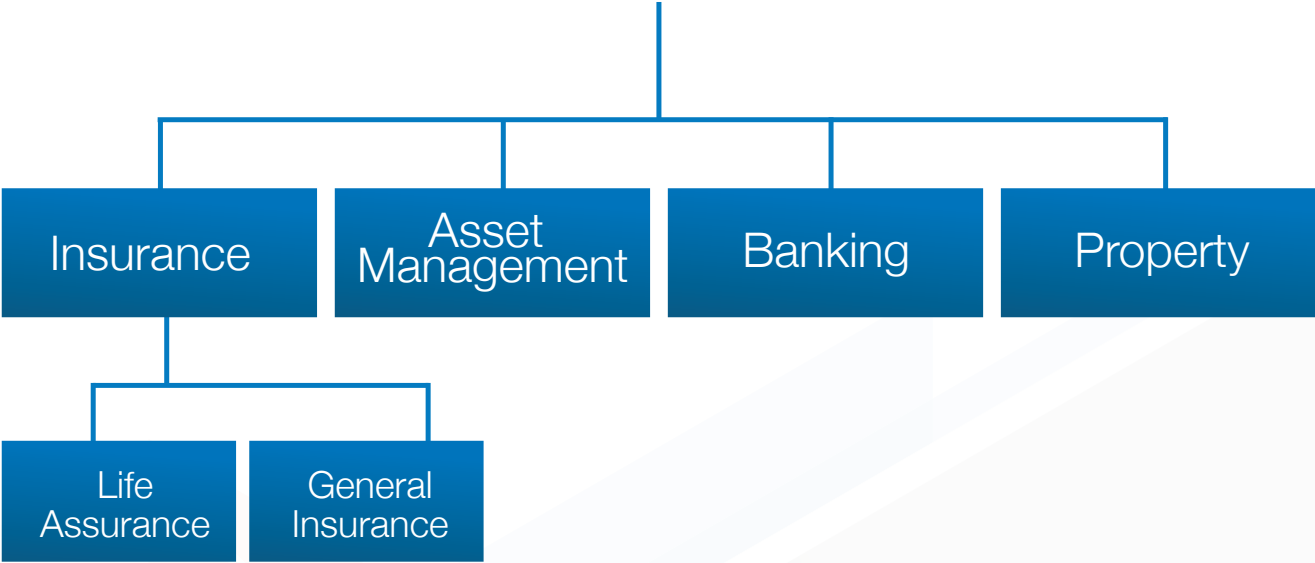 Insurance
Asset
Management
Banking
Property
Life
Assurance
General
Insurance